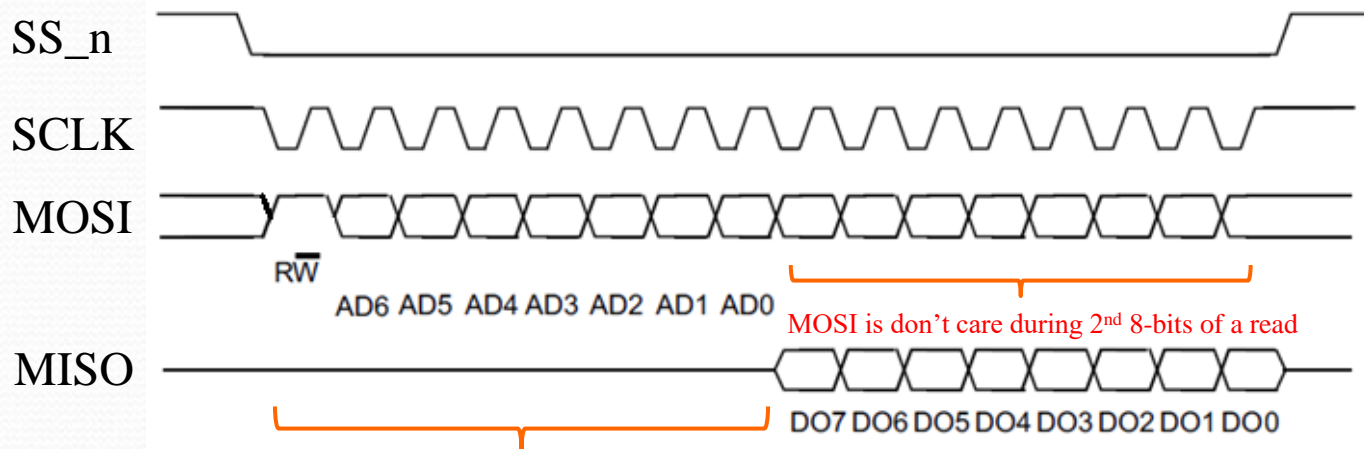 SS_n
SCLK
MOSI
RW̅
AD6 AD5 AD4 AD3 AD2 AD1 AD0
MOSI is don't care during 2nd 8-bits of a read
MISO
DO7 DO6 DO5 DO4 DO3 DO2 DO1 DO0